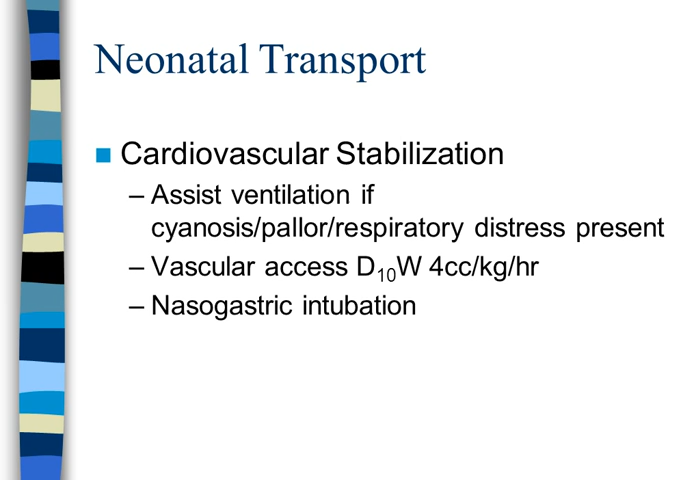 Neonatal Transport
Cardiovascular Stabilization
– Assist ventilation if
cyanosis/pallor/respiratory distress present
– Vascular access D₁₀W 4cc/kg/hr
– Nasogastric intubation